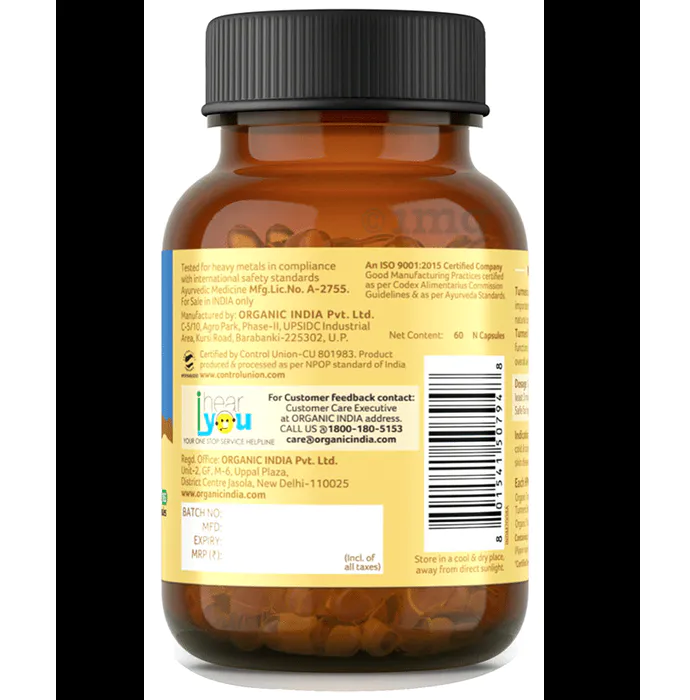 Tested for heavy metals in compliance
with international safety standards
Ayurvedic Medicine Mfg.Lic.No. A-2755.
For Sale in INDIA only
Manufactured by: ORGANIC INDIA Pvt. Ltd.
C-5/10, Agro Park, Phase-II, UPSIDC Industrial
Area, Kursi Road, Barabanki-225302, U.P.
Certified by Control Union-CU 801983. Product
produced & processed as per NPOP standard of India
www.controlunion.com
An ISO 9001:2015 Certified Company
Good Manufacturing Practices certified
as per Codex Alimentarius Commission
Guidelines & as per Ayurveda Standards.
Net Content: 60 N Capsules
i hear
you
YOUR ONE STOP SERVICE HELPLINE
For Customer feedback contact:
Customer Care Executive
at ORGANIC INDIA address.
CALL US 1800-180-5153
care@organicindia.com
Regd. Office: ORGANIC INDIA Pvt. Ltd.
Unit-2, GF, M-6, Uppal Plaza,
District Centre Jasola, New Delhi-110025
www.organicindia.com
BATCH NO:
MFD:
EXPIRY:
MRP (₹):
(Incl. of
all taxes)
8 01541 50794 8
Store in a cool & dry place,
away from direct sunlight.